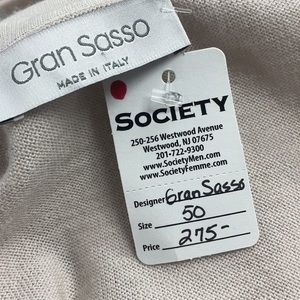 Gran Sasso
MADE IN ITALY
SOCIETY
250-256 Westwood Avenue
Westwood, NJ 07675
201-722-9300
www.SocietyMen.com
www.SocietyFemme.com
Designer Gran Sasso
Size 50
Price 275-